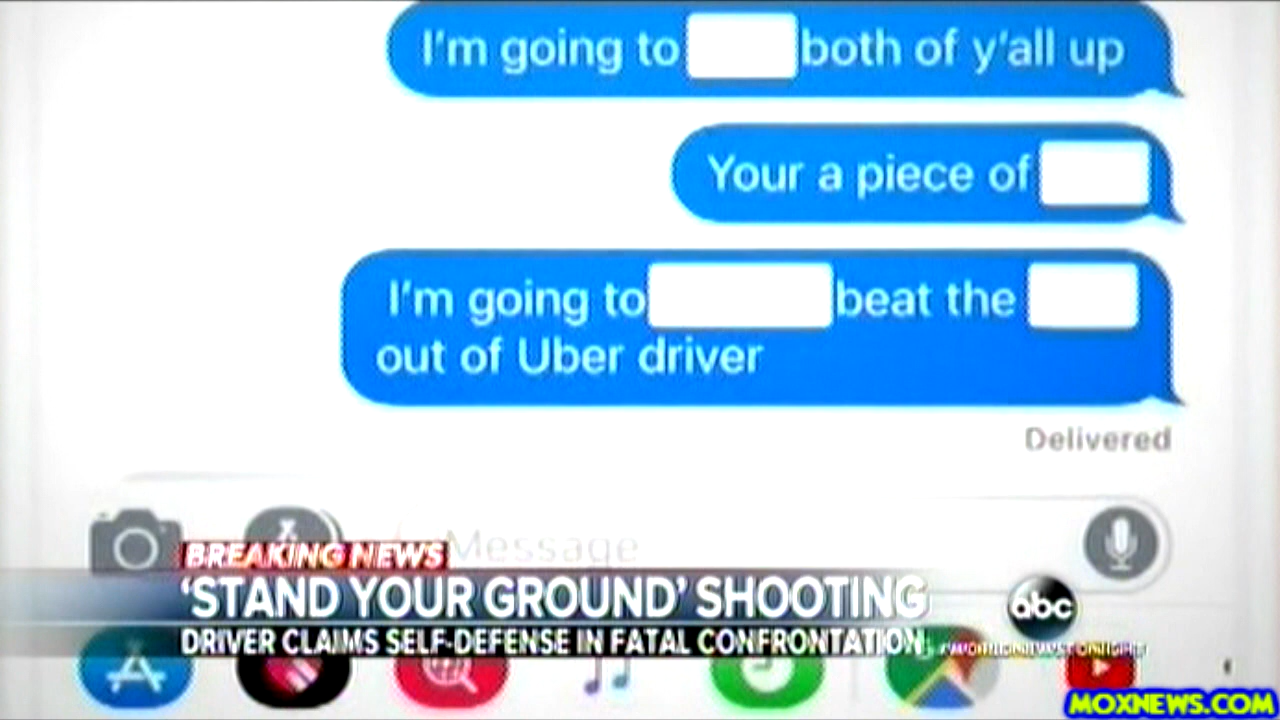 I'm going to both of y'all up
Your a piece of
I'm going to beat the
out of Uber driver
Delivered
Message
BREAKING NEWS
'STAND YOUR GROUND' SHOOTING
abc
DRIVER CLAIMS SELF-DEFENSE IN FATAL CONFRONTATION
#WORLDNEWSTONIGHT
MOXNEWS.COM